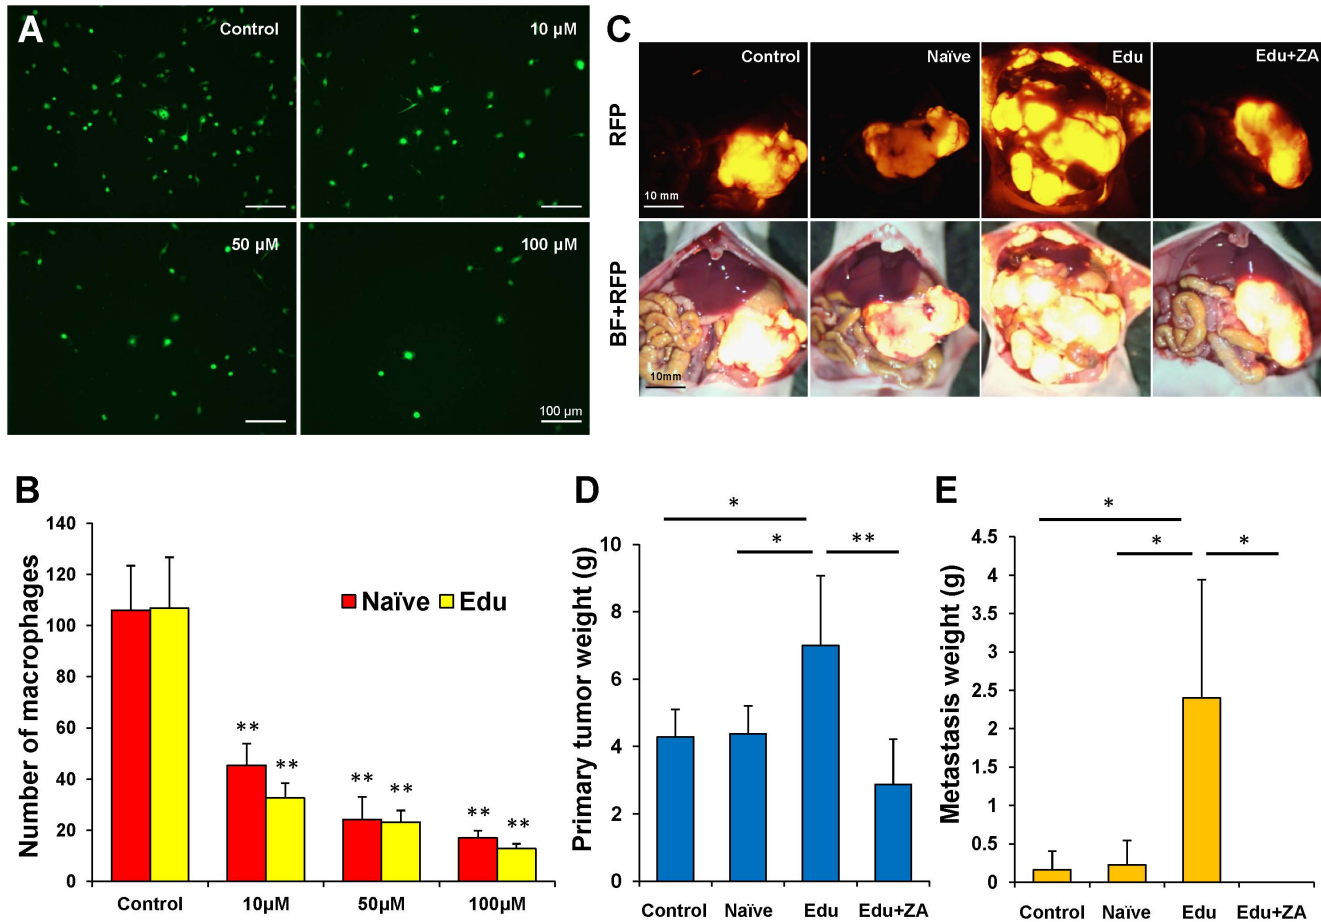 A
Control
10 µM
50 µM
100 µM
100 µm
C
Control
Naïve
Edu
Edu+ZA
RFP
10 mm
BF+RFP
10mm
B
Number of macrophages
140
120
100
80
60
40
20
0
Naïve
Edu
**
**
**
**
**
**
Control
10µM
50µM
100µM
D
Primary tumor weight (g)
10
8
6
4
2
0
*
*
**
Control
Naïve
Edu
Edu+ZA
E
Metastasis weight (g)
4.5
4
3.5
3
2.5
2
1.5
1
0.5
0
*
*
*
Control
Naïve
Edu
Edu+ZA